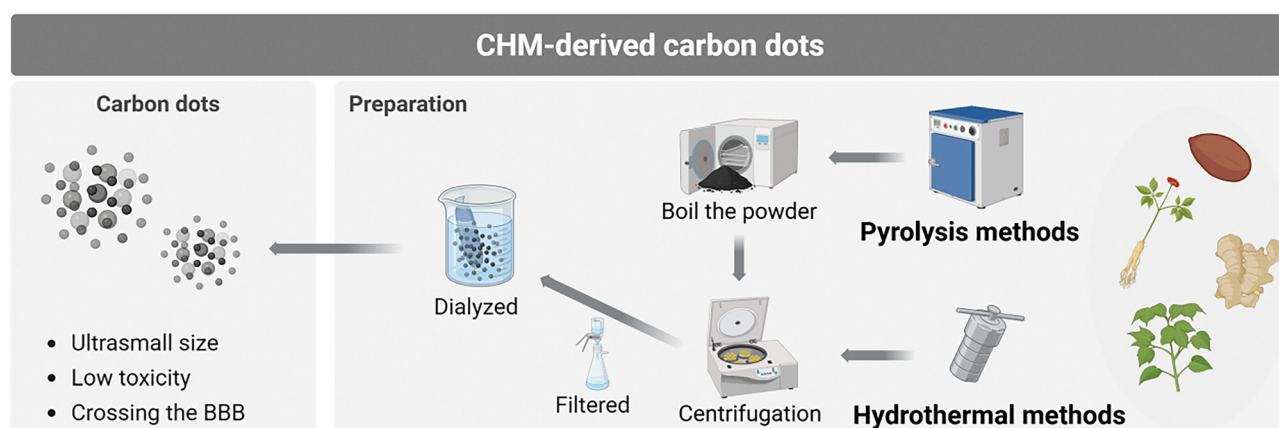 CHM-derived carbon dots
Carbon dots
Preparation
Boil the powder
Pyrolysis methods
Dialyzed
Filtered
Centrifugation
Hydrothermal methods
• Ultrasmall size
• Low toxicity
• Crossing the BBB